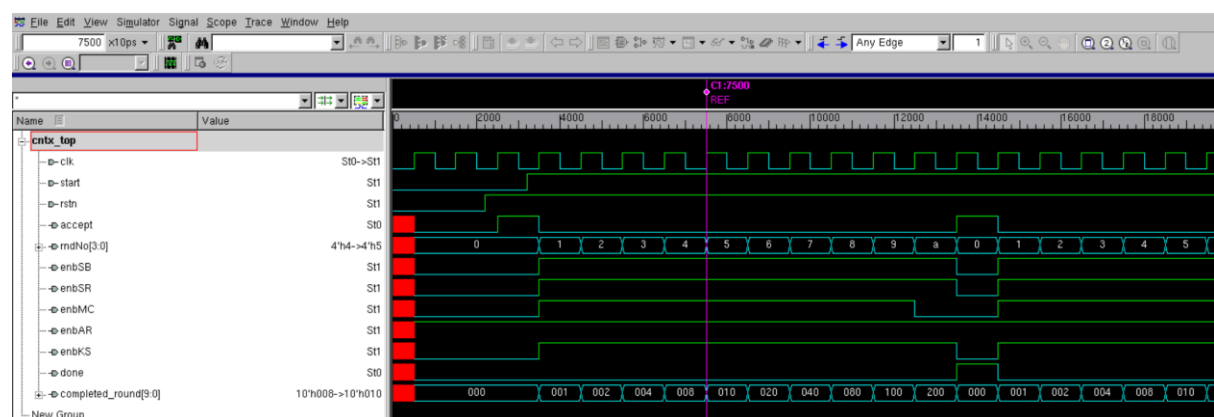 File Edit View Simulator Signal Scope Trace Window Help
7500 x10ps Any Edge 1
C1:7500
REF
*
Name Value
0 2000 4000 6000 8000 10000 12000 14000 16000 18000
cntx_top
clk St0->St1
start St1
rstn St1
accept St0
rndNo[3:0] 4'h4->4'h5 0 1 2 3 4 5 6 7 8 9 a 0 1 2 3 4 5
enbSB St1
enbSR St1
enbMC St1
enbAR St1
enbKS St1
done St0
completed_round[9:0] 10'h008->10'h010 000 001 002 004 008 010 020 040 080 100 200 000 001 002 004 008 010
New Group